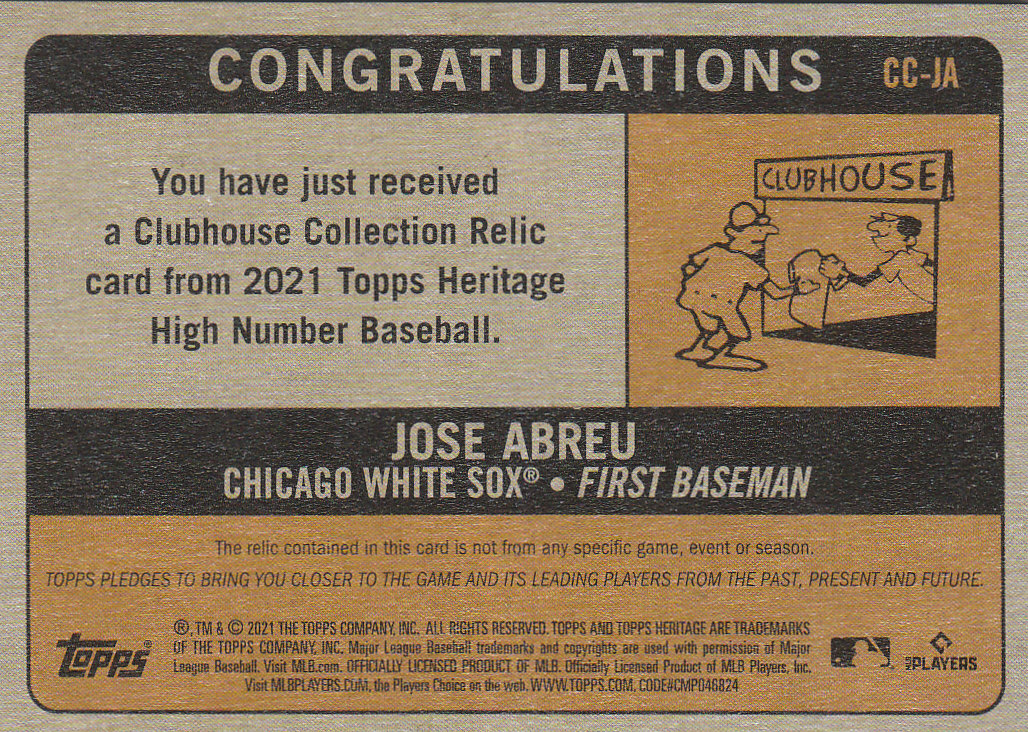 CONGRATULATIONS CC-JA
You have just received
a Clubhouse Collection Relic
card from 2021 Topps Heritage
High Number Baseball.
CLUBHOUSE
JOSE ABREU
CHICAGO WHITE SOX® • FIRST BASEMAN
The relic contained in this card is not from any specific game, event or season.
TOPPS PLEDGES TO BRING YOU CLOSER TO THE GAME AND ITS LEADING PLAYERS FROM THE PAST, PRESENT AND FUTURE.
®, TM & © 2021 THE TOPPS COMPANY, INC. ALL RIGHTS RESERVED. TOPPS AND TOPPS HERITAGE ARE TRADEMARKS
OF THE TOPPS COMPANY, INC. Major League Baseball trademarks and copyrights are used with permission of Major
League Baseball. Visit MLB.com. OFFICIALLY LICENSED PRODUCT OF MLB. Officially Licensed Product of MLB Players, Inc.
Visit MLBPLAYERS.COM, the Players Choice on the web. WWW.TOPPS.COM. CODE#CMP046824
topps®
MLB PLAYERS